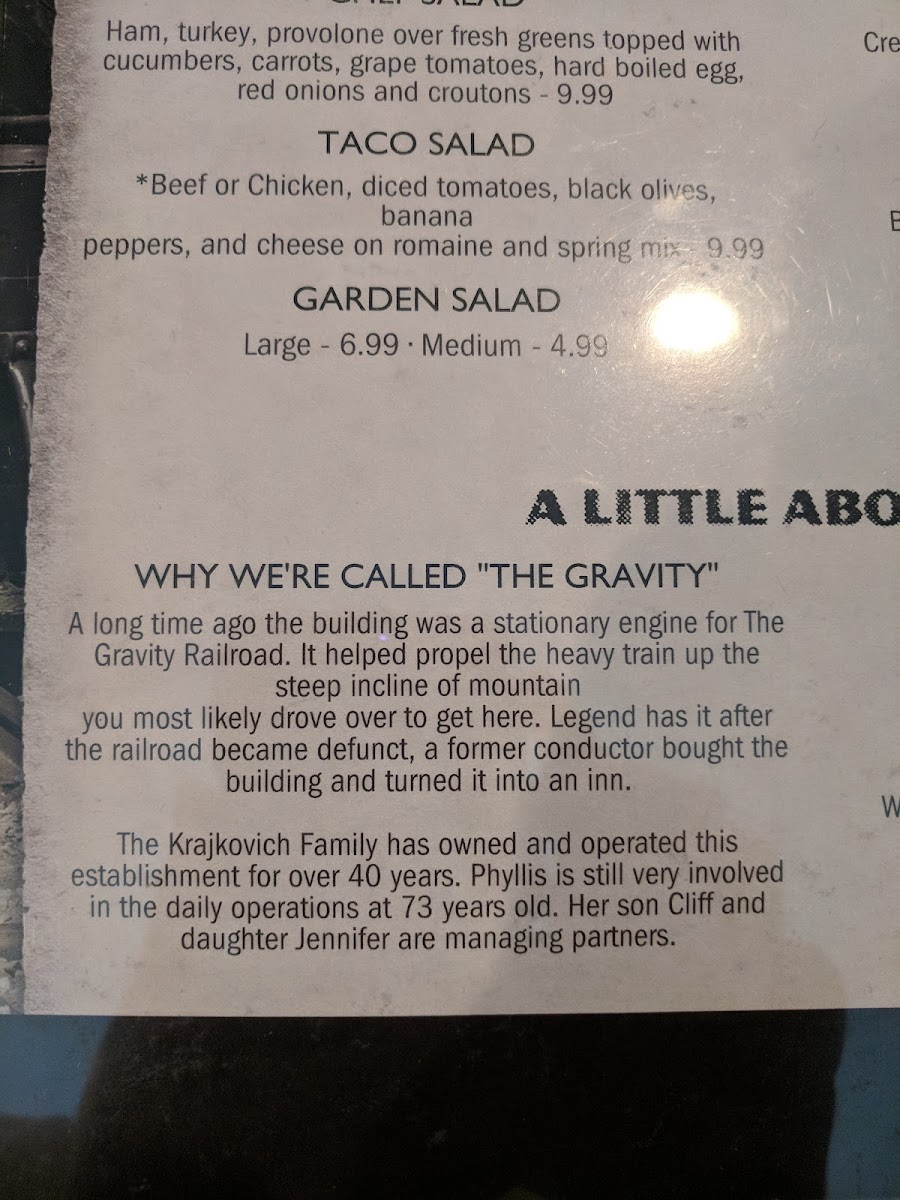 CHEF SALAD
Ham, turkey, provolone over fresh greens topped with
cucumbers, carrots, grape tomatoes, hard boiled egg,
red onions and croutons - 9.99
TACO SALAD
*Beef or Chicken, diced tomatoes, black olives,
banana
peppers, and cheese on romaine and spring mix - 9.99
GARDEN SALAD
Large - 6.99 · Medium - 4.99
A LITTLE ABO
WHY WE'RE CALLED "THE GRAVITY"
A long time ago the building was a stationary engine for The
Gravity Railroad. It helped propel the heavy train up the
steep incline of mountain
you most likely drove over to get here. Legend has it after
the railroad became defunct, a former conductor bought the
building and turned it into an inn.
The Krajkovich Family has owned and operated this
establishment for over 40 years. Phyllis is still very involved
in the daily operations at 73 years old. Her son Cliff and
daughter Jennifer are managing partners.
Cre
B
W